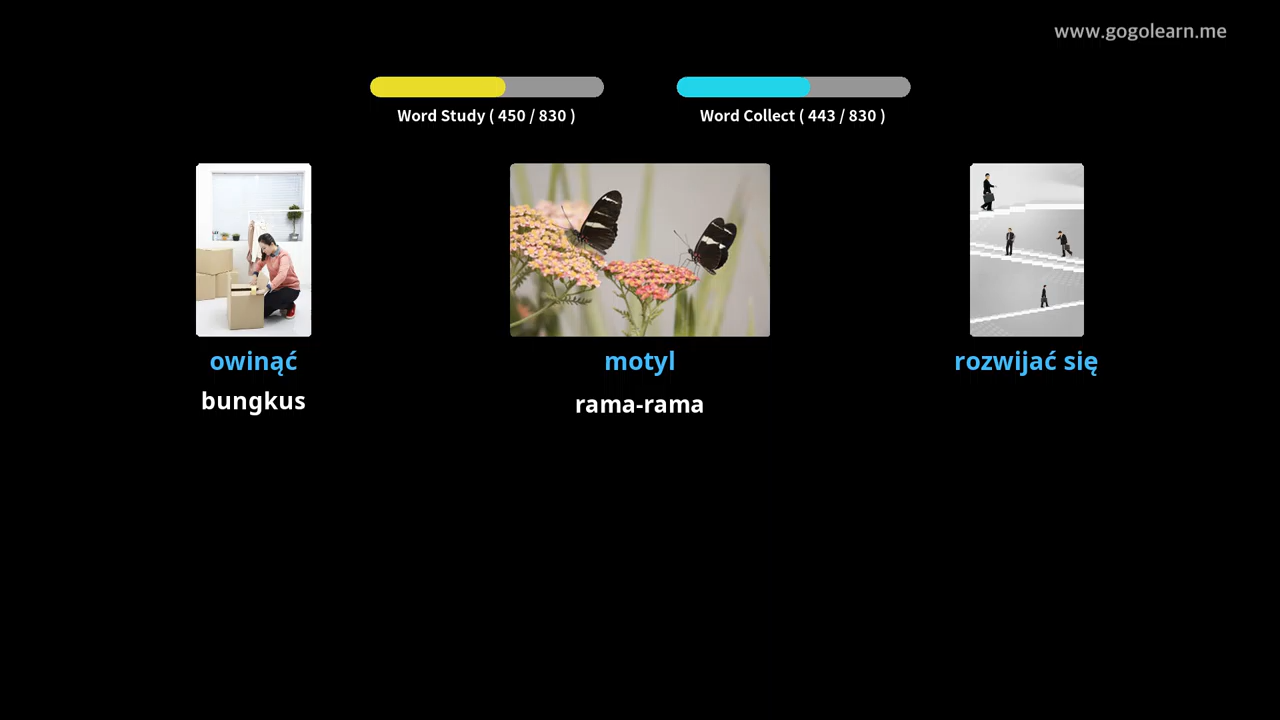 www.gogolearn.me
Word Study ( 450 / 830 )
Word Collect ( 443 / 830 )
owinąć
motyl
rozwijać się
bungkus
rama-rama